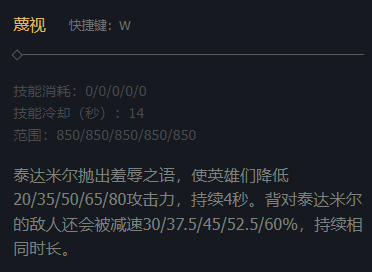 蔑视 快捷键：W
技能消耗：0/0/0/0/0
技能冷却（秒）：14
范围：850/850/850/850/850
泰达米尔抛出羞辱之语，使英雄们降低
20/35/50/65/80攻击力，持续4秒。背对泰达米尔
的敌人还会被减速30/37.5/45/52.5/60%，持续相
同时长。